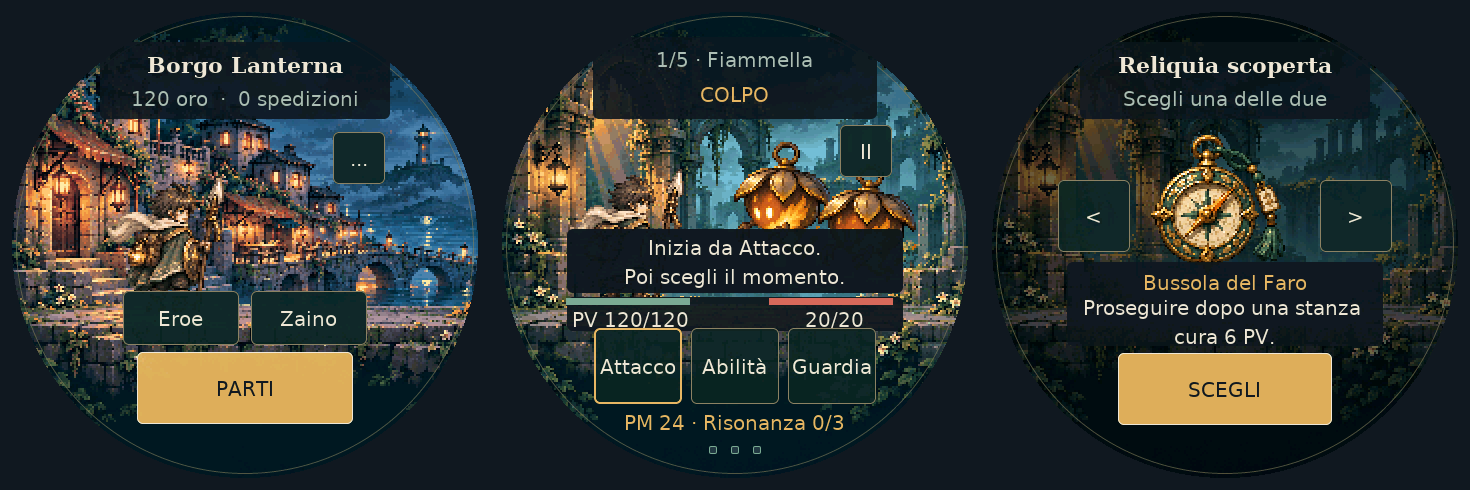 Borgo Lanterna
120 oro · 0 spedizioni
...
Eroe
Zaino
PARTI
1/5 · Fiammella
COLPO
II
Inizia da Attacco.
Poi scegli il momento.
PV 120/120
20/20
Attacco
Abilità
Guardia
PM 24 · Risonanza 0/3
Reliquia scoperta
Scegli una delle due
<
>
Bussola del Faro
Proseguire dopo una stanza
cura 6 PV.
SCEGLI